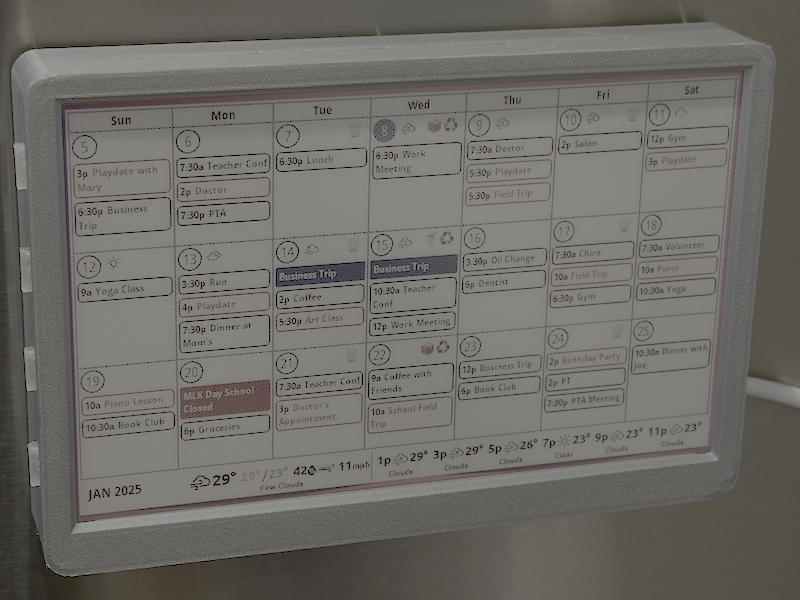 Sun Mon Tue Wed Thu Fri Sat
5
3p Playdate with
Mary
6:30p Business
Trip
6
7:30a Teacher Conf
2p Doctor
7:30p PTA
7
6:30p Lunch
8
6:30p Work
Meeting
9
7:30a Doctor
5:30p Playdate
5:30p Field Trip
10
2p Salon
11
12p Gym
3p Playdate
12
9a Yoga Class
13
3:30p Run
4p Playdate
7:30p Dinner at
Mom's
14
Business Trip
2p Coffee
5:30p Art Class
15
Business Trip
10:30a Teacher
Conf
12p Work Meeting
16
3:30p Oil Change
6p Dentist
17
7:30a Chiro
10a Field Trip
6:30p Gym
18
7:30a Volunteer
10a Piano
10:30a Yoga
19
10a Piano Lesson
10:30a Book Club
20
MLK Day School
Closed
6p Groceries
21
7:30a Teacher Conf
3p Doctor's
Appointment
22
9a Coffee with
Friends
10a School Field
Trip
23
12p Business Trip
6p Book Club
24
2p Birthday Party
2p PT
7:30p PTA Meeting
25
10:30a Dinner with
Joe
JAN 2025
29° 29°/23° 42% 11mph
Few Clouds
1p 29° 3p 29° 5p 26° 7p 23° 9p 23° 11p 23°
Clouds Clouds Clouds Clear Clouds Clouds